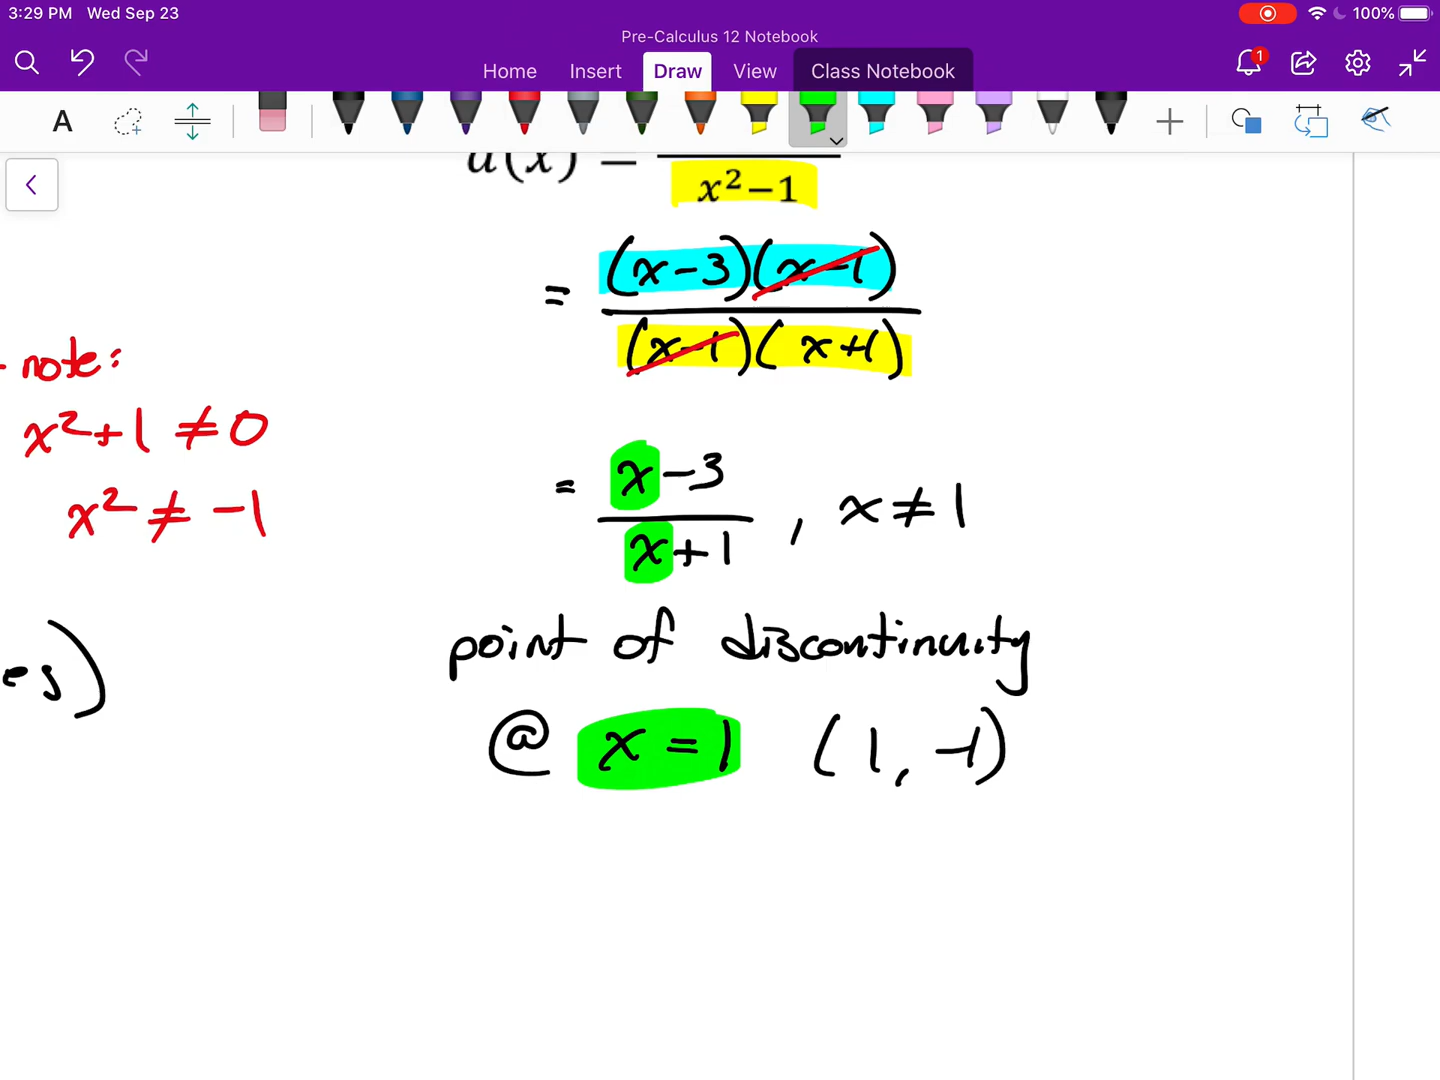 3:29 PM Wed Sep 23
100%
Pre-Calculus 12 Notebook
1
Home Insert Draw View Class Notebook
A
(x) =
x² − 1
= (x − 3)(x − 1)
(x − 1)(x + 1)
note:
x² + 1 ≠ 0
x² ≠ −1
= x − 3
x + 1 , x ≠ 1
es)
point of discontinuity
@ x = 1 (1, −1)